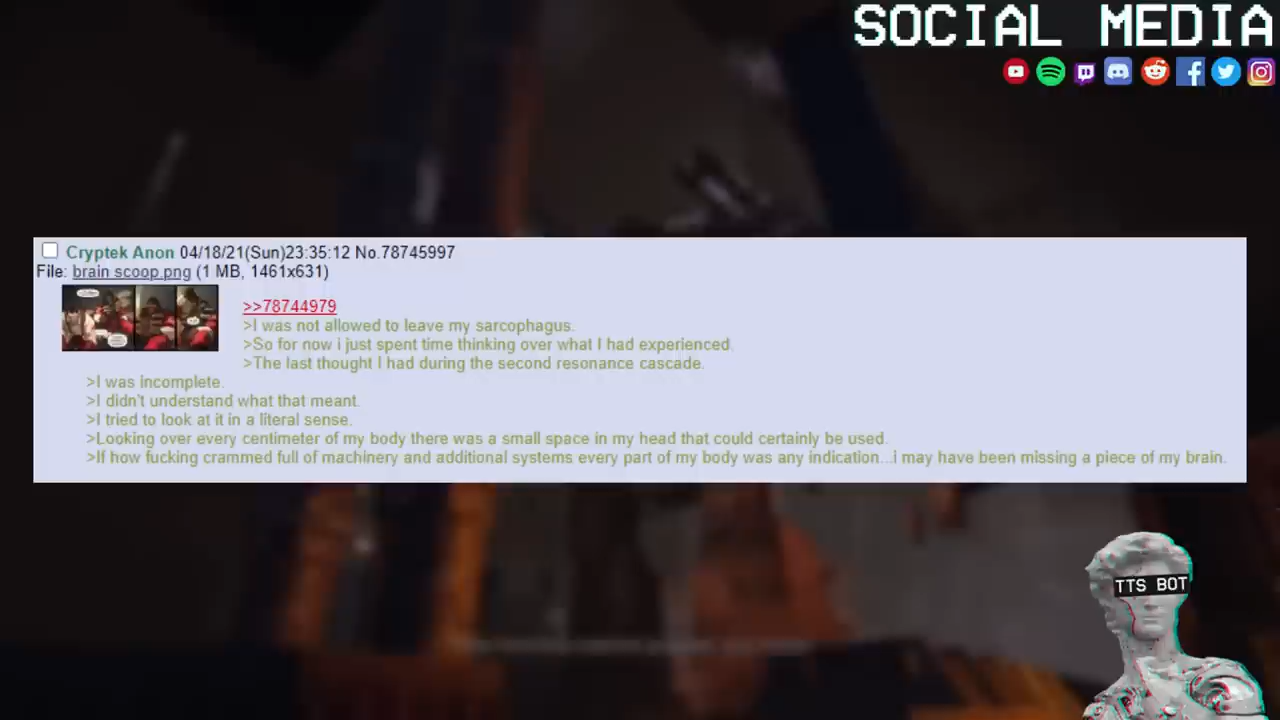 SOCIAL MEDIA
Cryptek Anon 04/18/21(Sun)23:35:12 No.78745997
File: brain scoop.png (1 MB, 1461x631)
>>78744979
>I was not allowed to leave my sarcophagus.
>So for now i just spent time thinking over what I had experienced.
>The last thought I had during the second resonance cascade.
>I was incomplete.
>I didn't understand what that meant.
>I tried to look at it in a literal sense.
>Looking over every centimeter of my body there was a small space in my head that could certainly be used.
>If how fucking crammed full of machinery and additional systems every part of my body was any indication...i may have been missing a piece of my brain.
TTS BOT